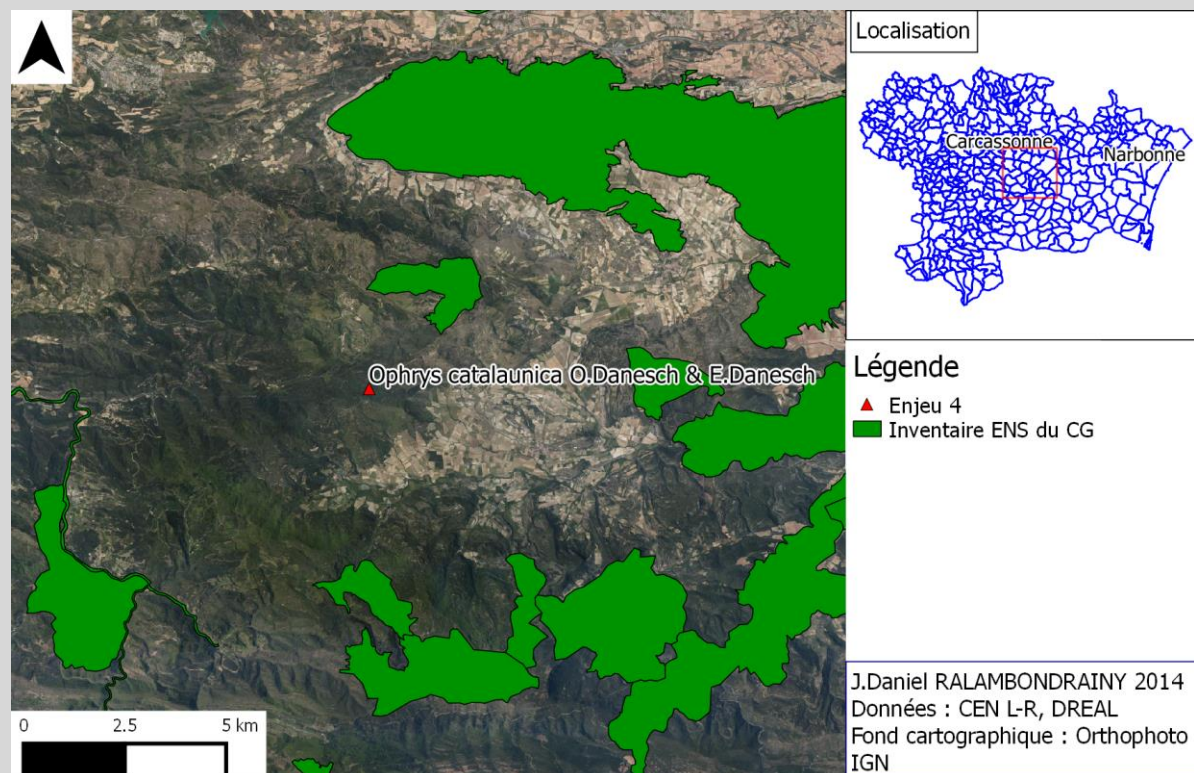 Ophrys catalaunica O.Danesch & E.Danesch
0 2.5 5 km
Localisation
Carcassonne
Narbonne
Légende
Enjeu 4
Inventaire ENS du CG
J.Daniel RALAMBONDRAINY 2014
Données : CEN L-R, DREAL
Fond cartographique : Orthophoto
IGN